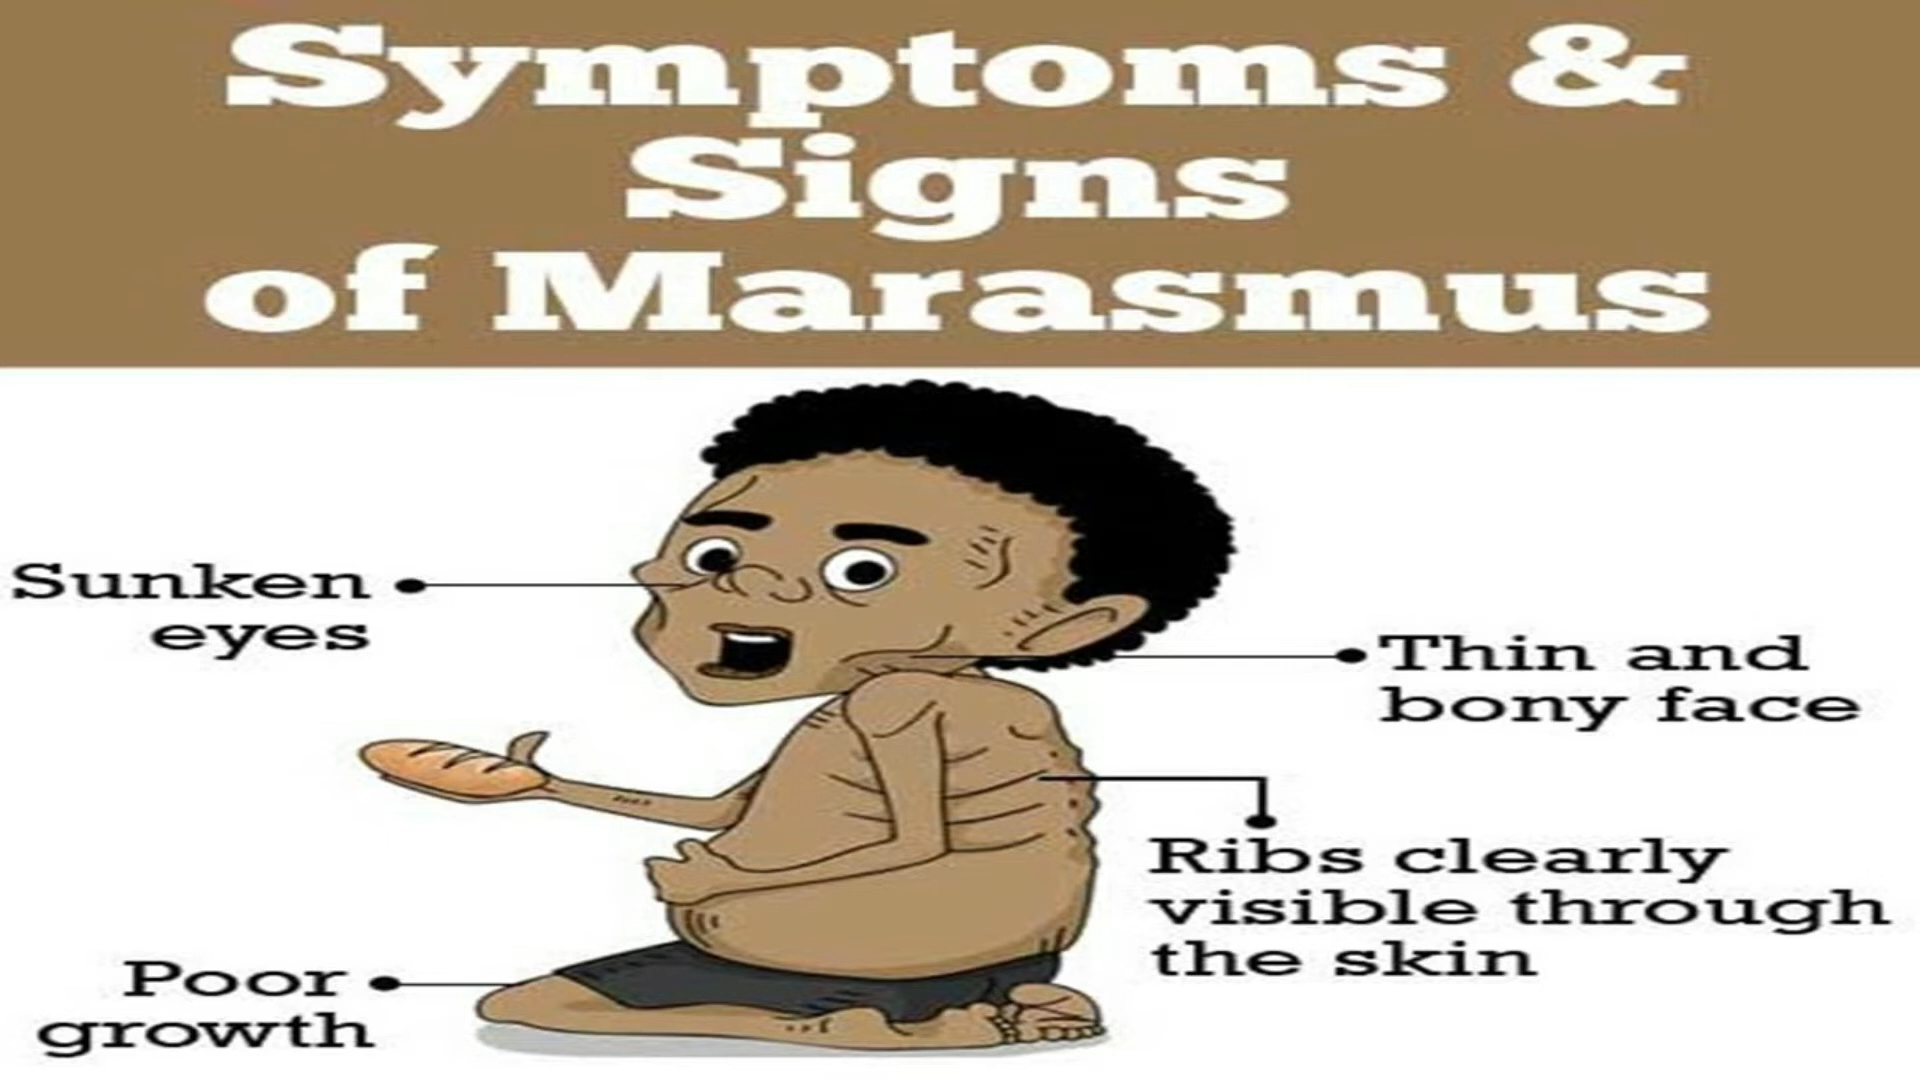 Symptoms &
Signs
of Marasmus
Sunken
eyes
Thin and
bony face
Ribs clearly
visible through
the skin
Poor
growth